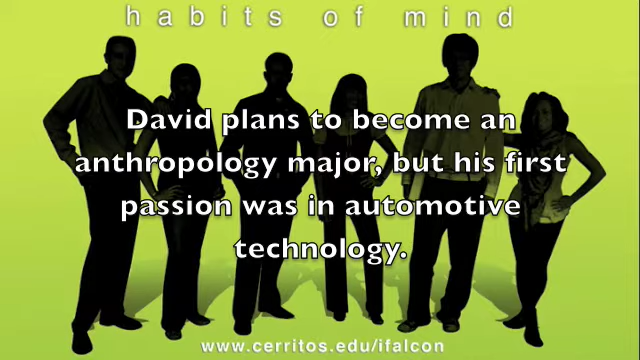 habits of mind
David plans to become an
anthropology major, but his first
passion was in automotive
technology.
www.cerritos.edu/ifalcon